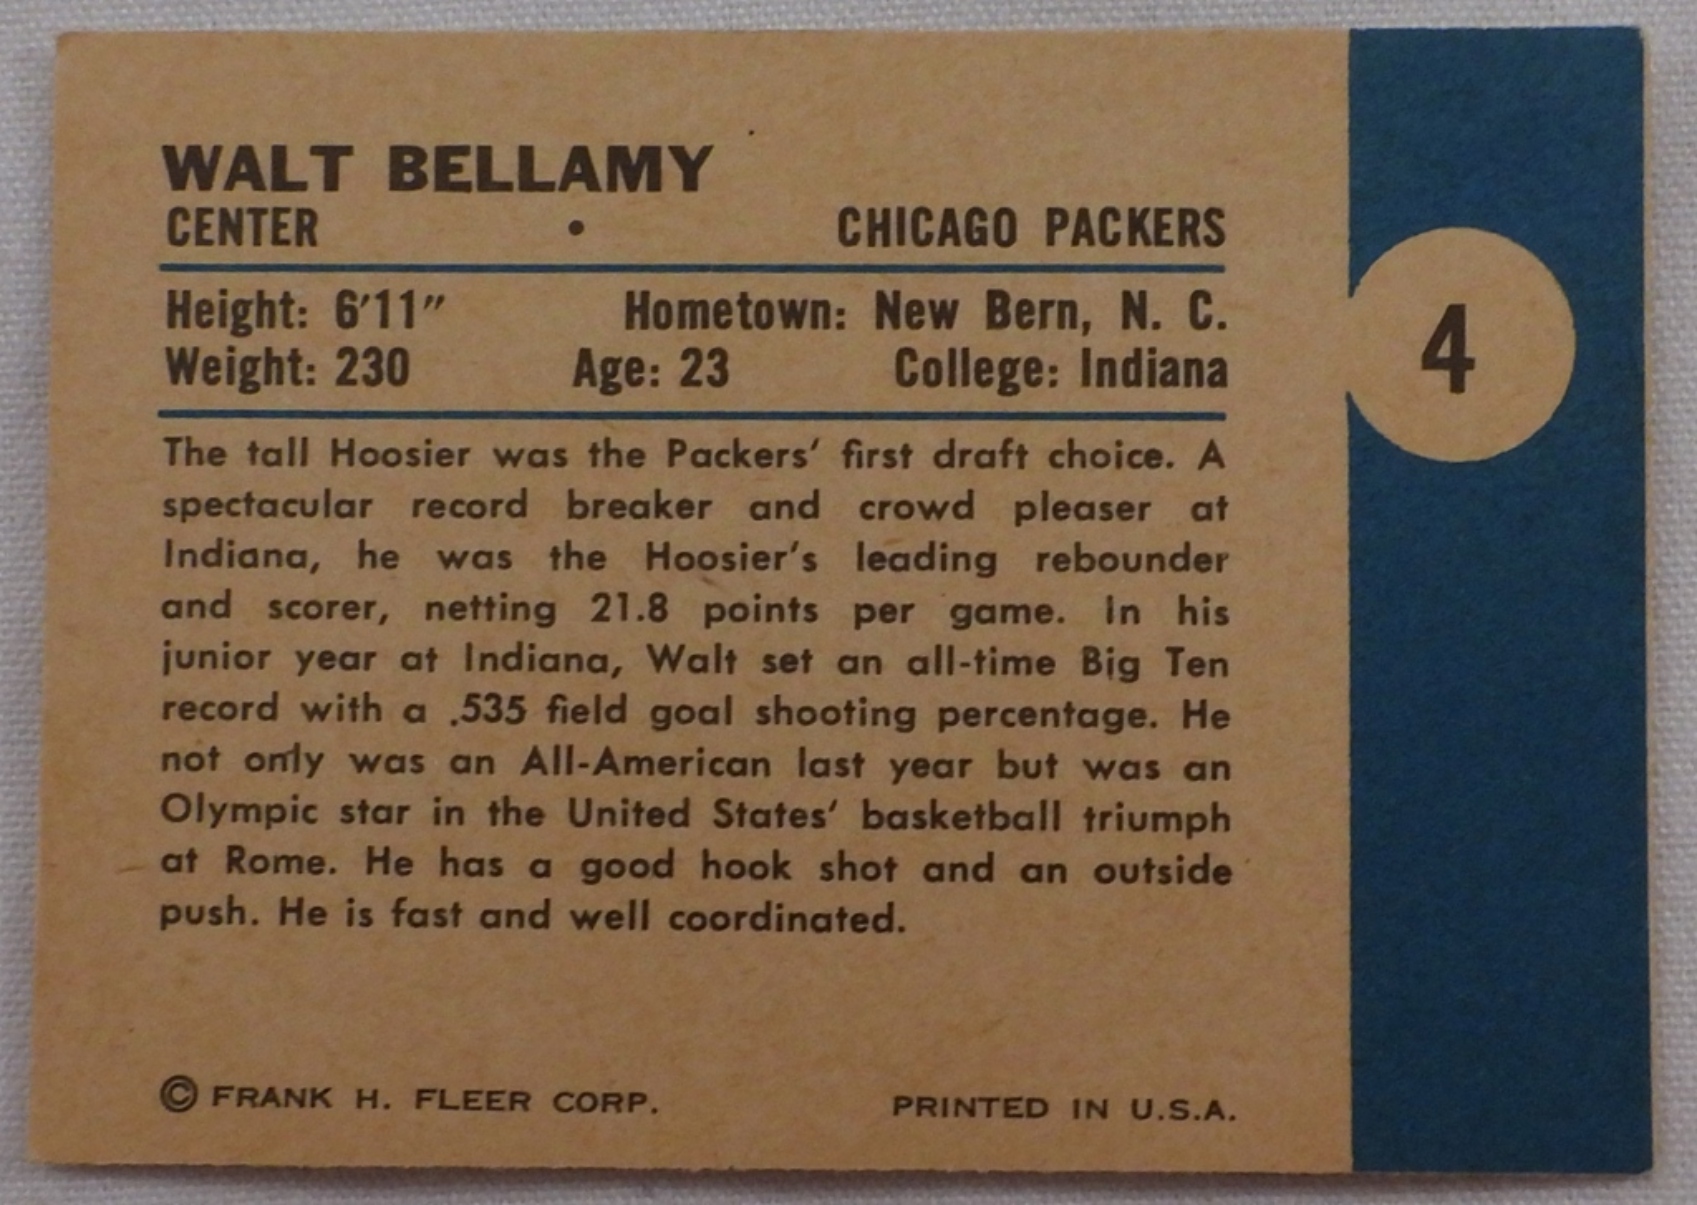 WALT BELLAMY
CENTER • CHICAGO PACKERS
Height: 6'11" Hometown: New Bern, N. C.
Weight: 230 Age: 23 College: Indiana
4
The tall Hoosier was the Packers' first draft choice. A
spectacular record breaker and crowd pleaser at
Indiana, he was the Hoosier's leading rebounder
and scorer, netting 21.8 points per game. In his
junior year at Indiana, Walt set an all-time Big Ten
record with a .535 field goal shooting percentage. He
not only was an All-American last year but was an
Olympic star in the United States' basketball triumph
at Rome. He has a good hook shot and an outside
push. He is fast and well coordinated.
© FRANK H. FLEER CORP. PRINTED IN U.S.A.